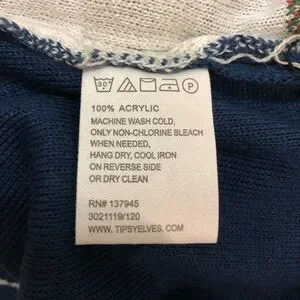 30°
P
100% ACRYLIC
MACHINE WASH COLD,
ONLY NON-CHLORINE BLEACH
WHEN NEEDED,
HANG DRY, COOL IRON
ON REVERSE SIDE
OR DRY CLEAN
RN# 137945
3021119/120
WWW.TIPSYELVES.COM